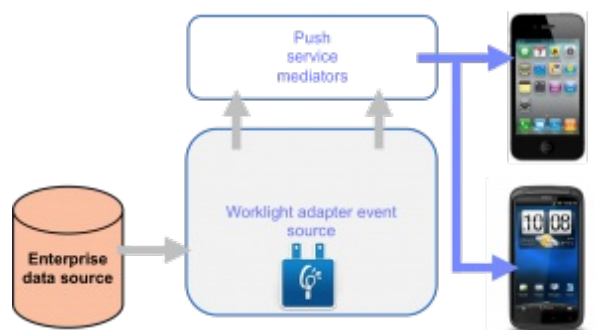 Push
service
mediators
Worklight adapter event
source
Enterprise
data source
10 08